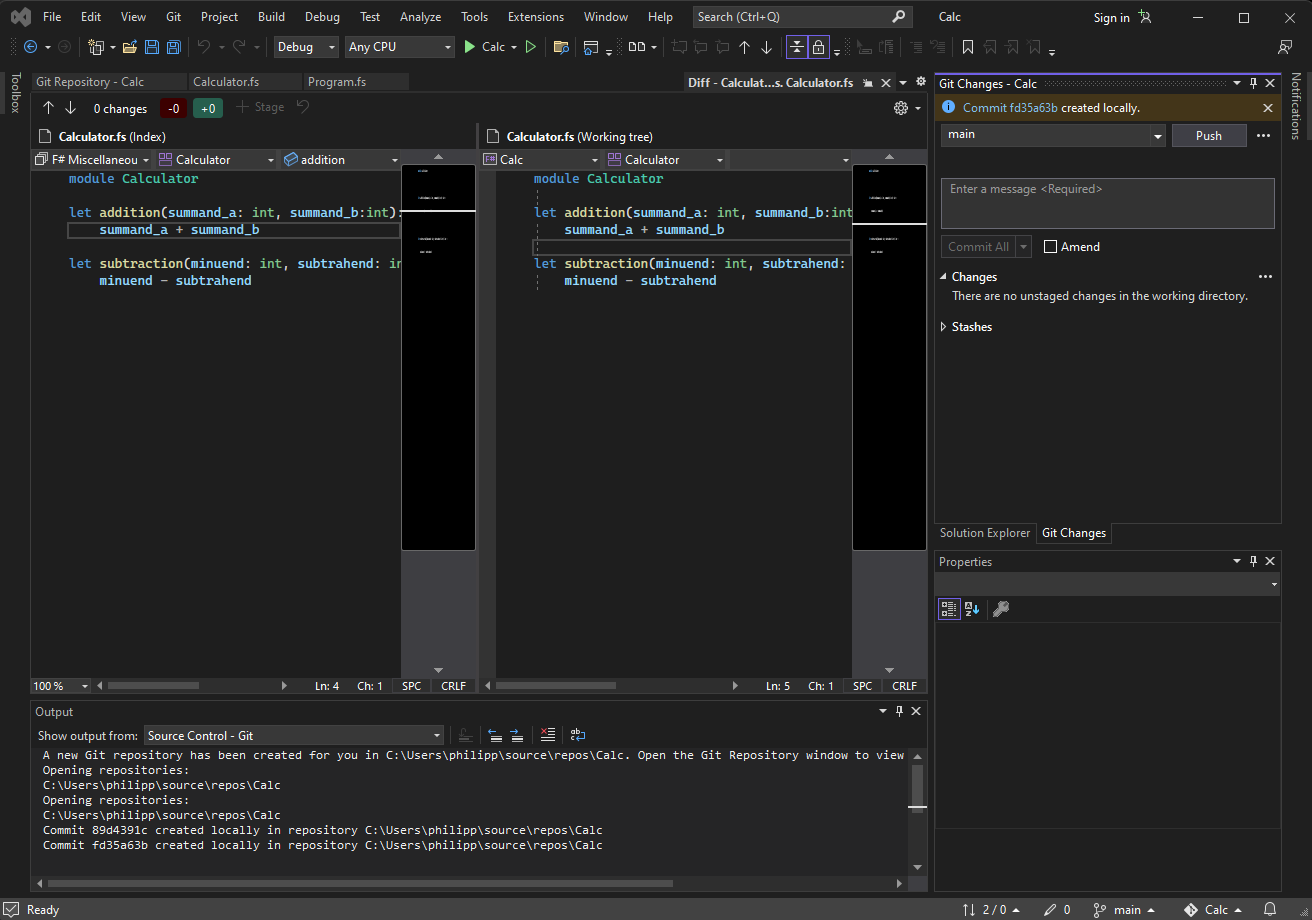 File Edit View Git Project Build Debug Test Analyze Tools Extensions Window Help Search (Ctrl+Q) Calc Sign in
Debug Any CPU Calc
Toolbox
Git Repository - Calc Calculator.fs Program.fs Diff - Calculat...s. Calculator.fs
0 changes -0 +0 Stage
Calculator.fs (Index)
F# Miscellaneou Calculator addition
module Calculator
let addition(summand_a: int, summand_b:int):
summand_a + summand_b
let subtraction(minuend: int, subtrahend: in
minuend - subtrahend
100 % Ln: 4 Ch: 1 SPC CRLF
Calculator.fs (Working tree)
F# Calc Calculator
module Calculator
let addition(summand_a: int, summand_b:int
summand_a + summand_b
let subtraction(minuend: int, subtrahend:
minuend - subtrahend
Ln: 5 Ch: 1 SPC CRLF
Output
Show output from: Source Control - Git
A new Git repository has been created for you in C:\Users\philipp\source\repos\Calc. Open the Git Repository window to view
Opening repositories:
C:\Users\philipp\source\repos\Calc
Opening repositories:
C:\Users\philipp\source\repos\Calc
Commit 89d4391c created locally in repository C:\Users\philipp\source\repos\Calc
Commit fd35a63b created locally in repository C:\Users\philipp\source\repos\Calc
Git Changes - Calc
Commit fd35a63b created locally.
main Push
Enter a message <Required>
Commit All Amend
Changes
There are no unstaged changes in the working directory.
Stashes
Solution Explorer Git Changes
Properties
Notifications
Ready 2 / 0 0 main Calc